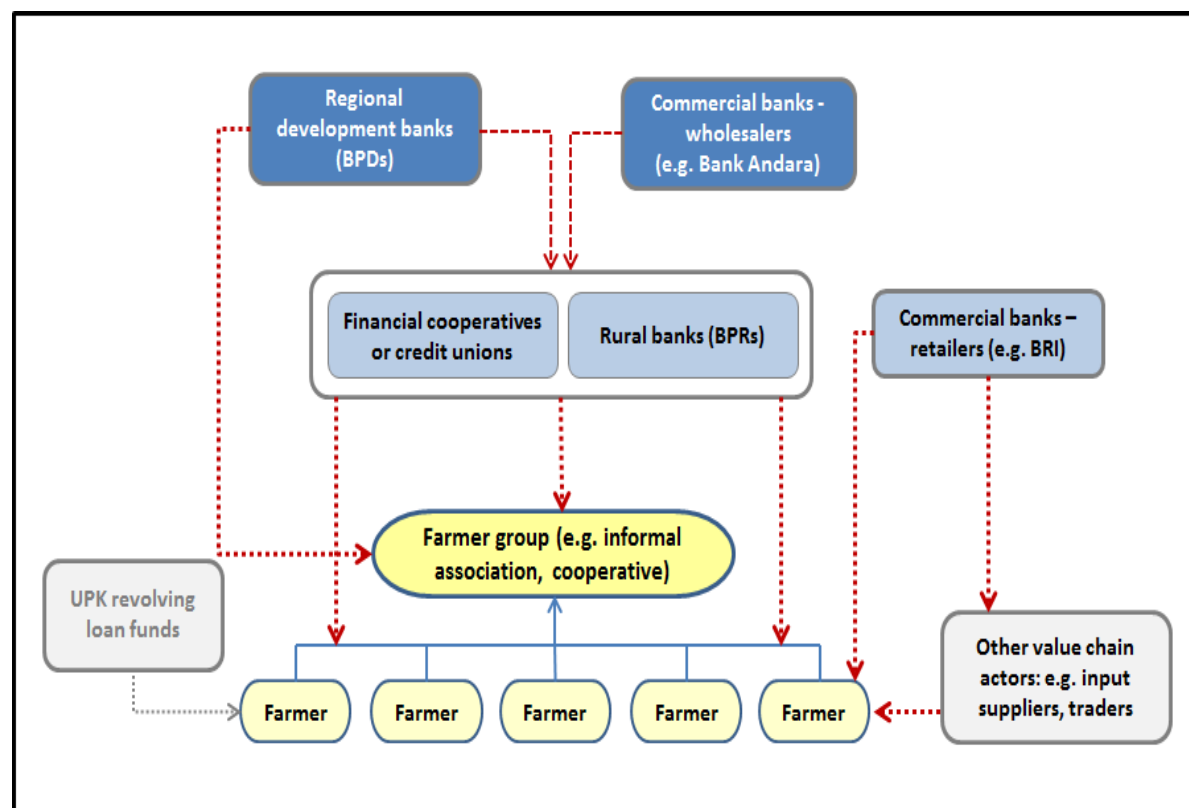 Regional
development banks
(BPDs)
Commercial banks -
wholesalers
(e.g. Bank Andara)
Financial cooperatives
or credit unions
Rural banks (BPRs)
Commercial banks –
retailers (e.g. BRI)
Farmer group (e.g. informal
association, cooperative)
UPK revolving
loan funds
Other value chain
actors: e.g. input
suppliers, traders
Farmer
Farmer
Farmer
Farmer
Farmer